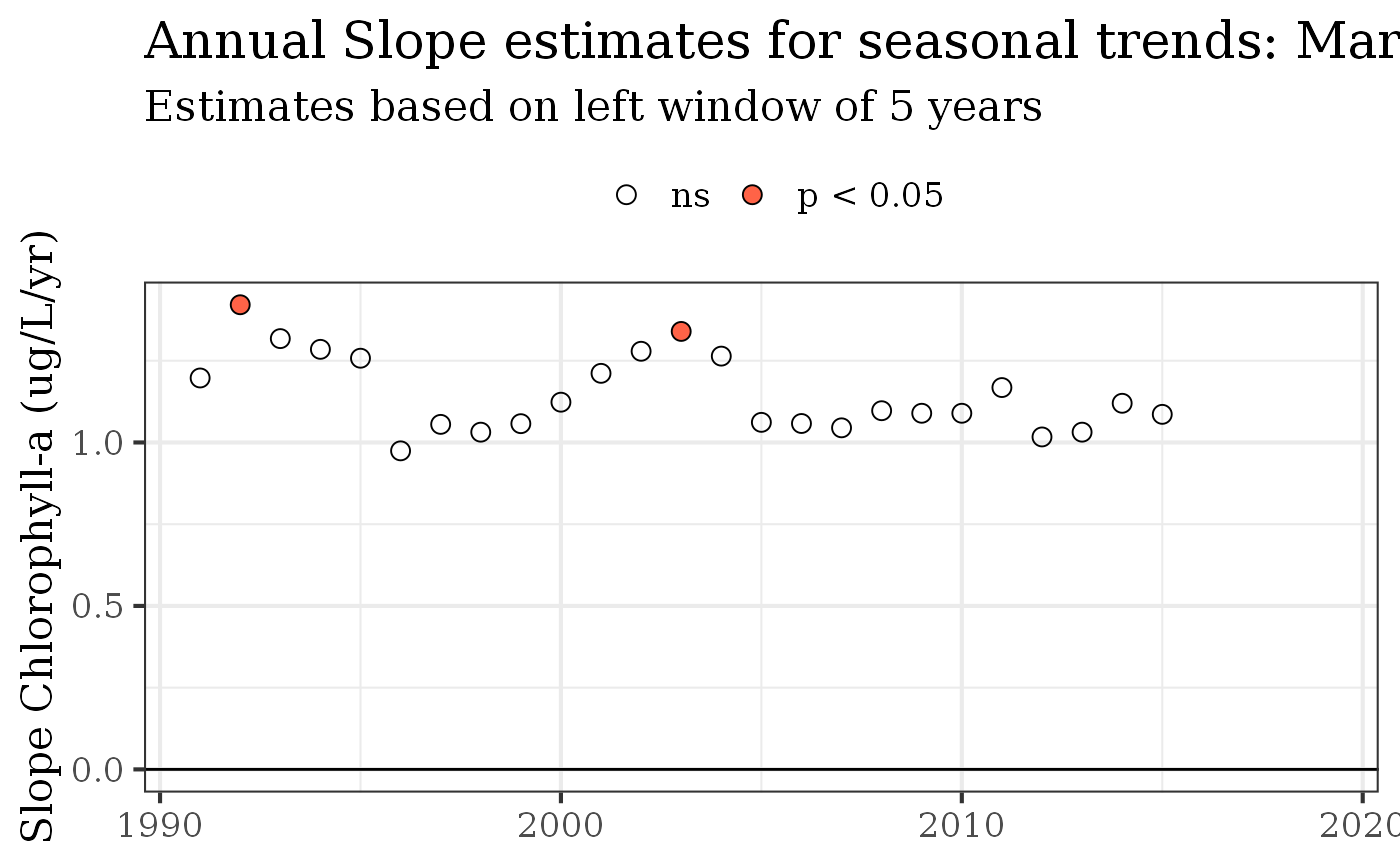 Annual Slope estimates for seasonal trends: Mar
Estimates based on left window of 5 years
ns p < 0.05
Slope Chlorophyll-a (ug/L/yr)
1.0
0.5
0.0
1990 2000 2010 2020